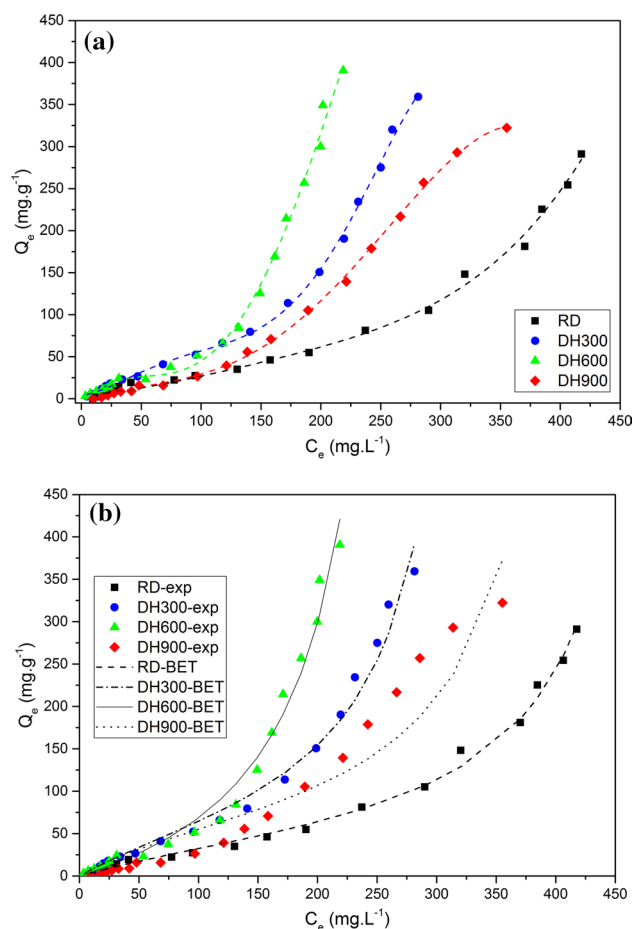 (a)
450
400
350
300
250
200
150
100
50
0
Qe (mg.g-1)
0 50 100 150 200 250 300 350 400 450
Ce (mg.L-1)
RD
DH300
DH600
DH900
(b)
450
400
350
300
250
200
150
100
50
0
Qe (mg.g-1)
RD-exp
DH300-exp
DH600-exp
DH900-exp
RD-BET
DH300-BET
DH600-BET
DH900-BET
0 50 100 150 200 250 300 350 400 450
Ce (mg.L-1)